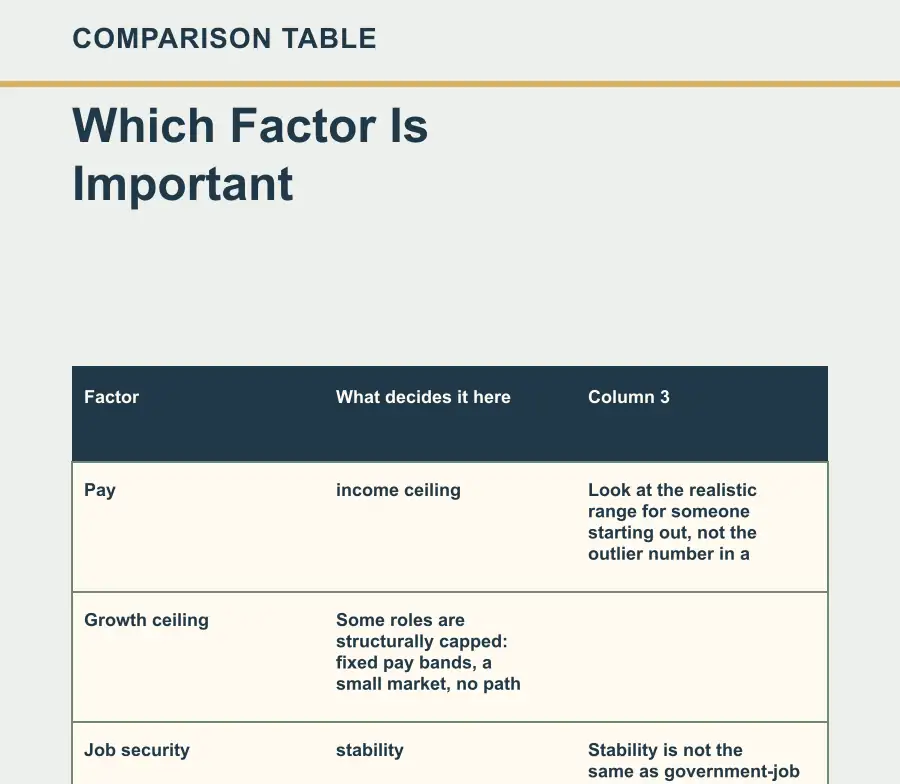 COMPARISON TABLE
Which Factor Is
Important
Factor
What decides it here
Column 3
Pay
income ceiling
Look at the realistic
range for someone
starting out, not the
outlier number in a
Growth ceiling
Some roles are
structurally capped:
fixed pay bands, a
small market, no path
Job security
stability
Stability is not the
same as government-job